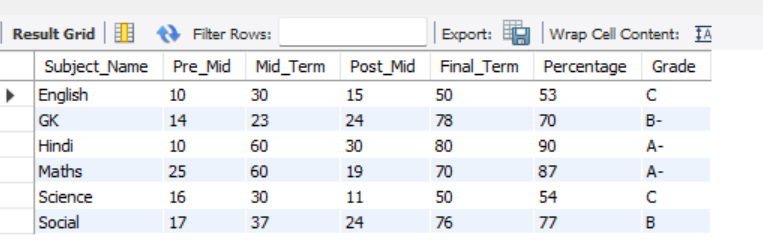 Result Grid Filter Rows: Export: Wrap Cell Content: IA
Subject_Name Pre_Mid Mid_Term Post_Mid Final_Term Percentage Grade
English 10 30 15 50 53 C
GK 14 23 24 78 70 B-
Hindi 10 60 30 80 90 A-
Maths 25 60 19 70 87 A-
Science 16 30 11 50 54 C
Social 17 37 24 76 77 B